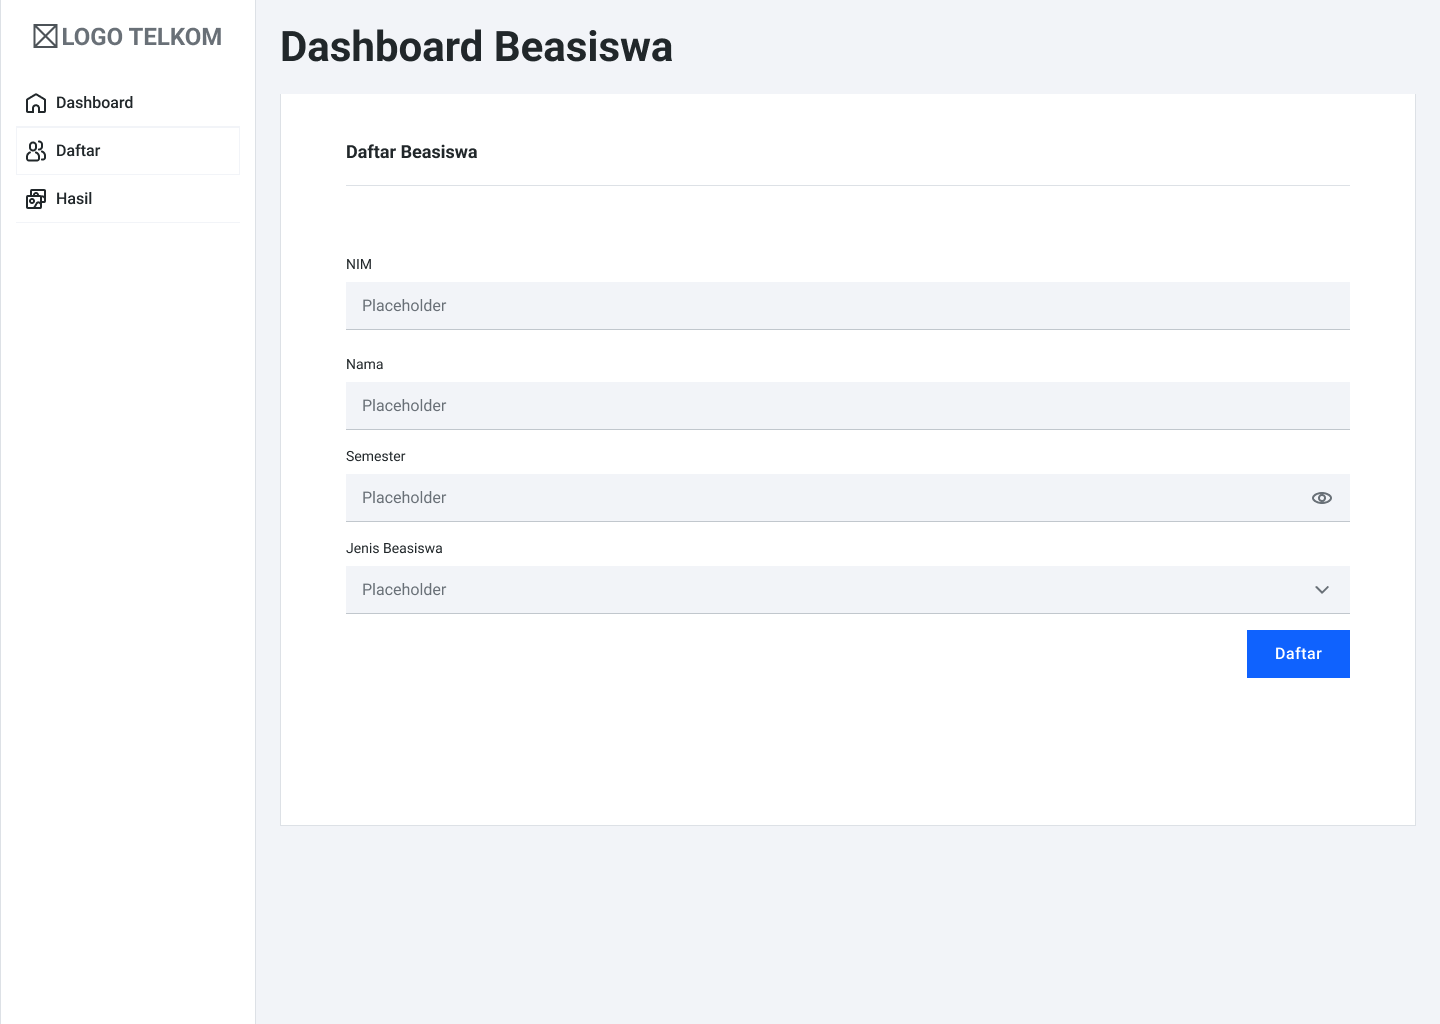 LOGO TELKOM
Dashboard
Daftar
Hasil
Dashboard Beasiswa
Daftar Beasiswa
NIM
Placeholder
Nama
Placeholder
Semester
Placeholder
Jenis Beasiswa
Placeholder
Daftar